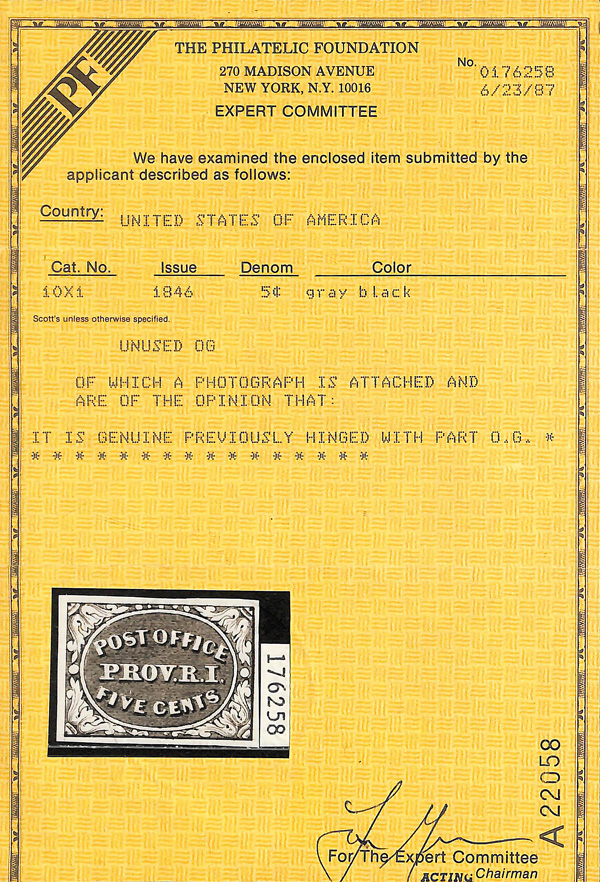 PF
THE PHILATELIC FOUNDATION
270 MADISON AVENUE
NEW YORK, N.Y. 10016
EXPERT COMMITTEE
No. 0176258
6/23/87
We have examined the enclosed item submitted by the
applicant described as follows:
Country: UNITED STATES OF AMERICA
Cat. No. Issue Denom Color
10X1 1846 5¢ gray black
Scott's unless otherwise specified.
UNUSED OG
OF WHICH A PHOTOGRAPH IS ATTACHED AND
ARE OF THE OPINION THAT:
IT IS GENUINE PREVIOUSLY HINGED WITH PART O.G. *
* * * * * * * * * * * * * * * *
POST OFFICE
PROV.R.I.
FIVE CENTS
176258
A 22058
For The Expert Committee
ACTING Chairman